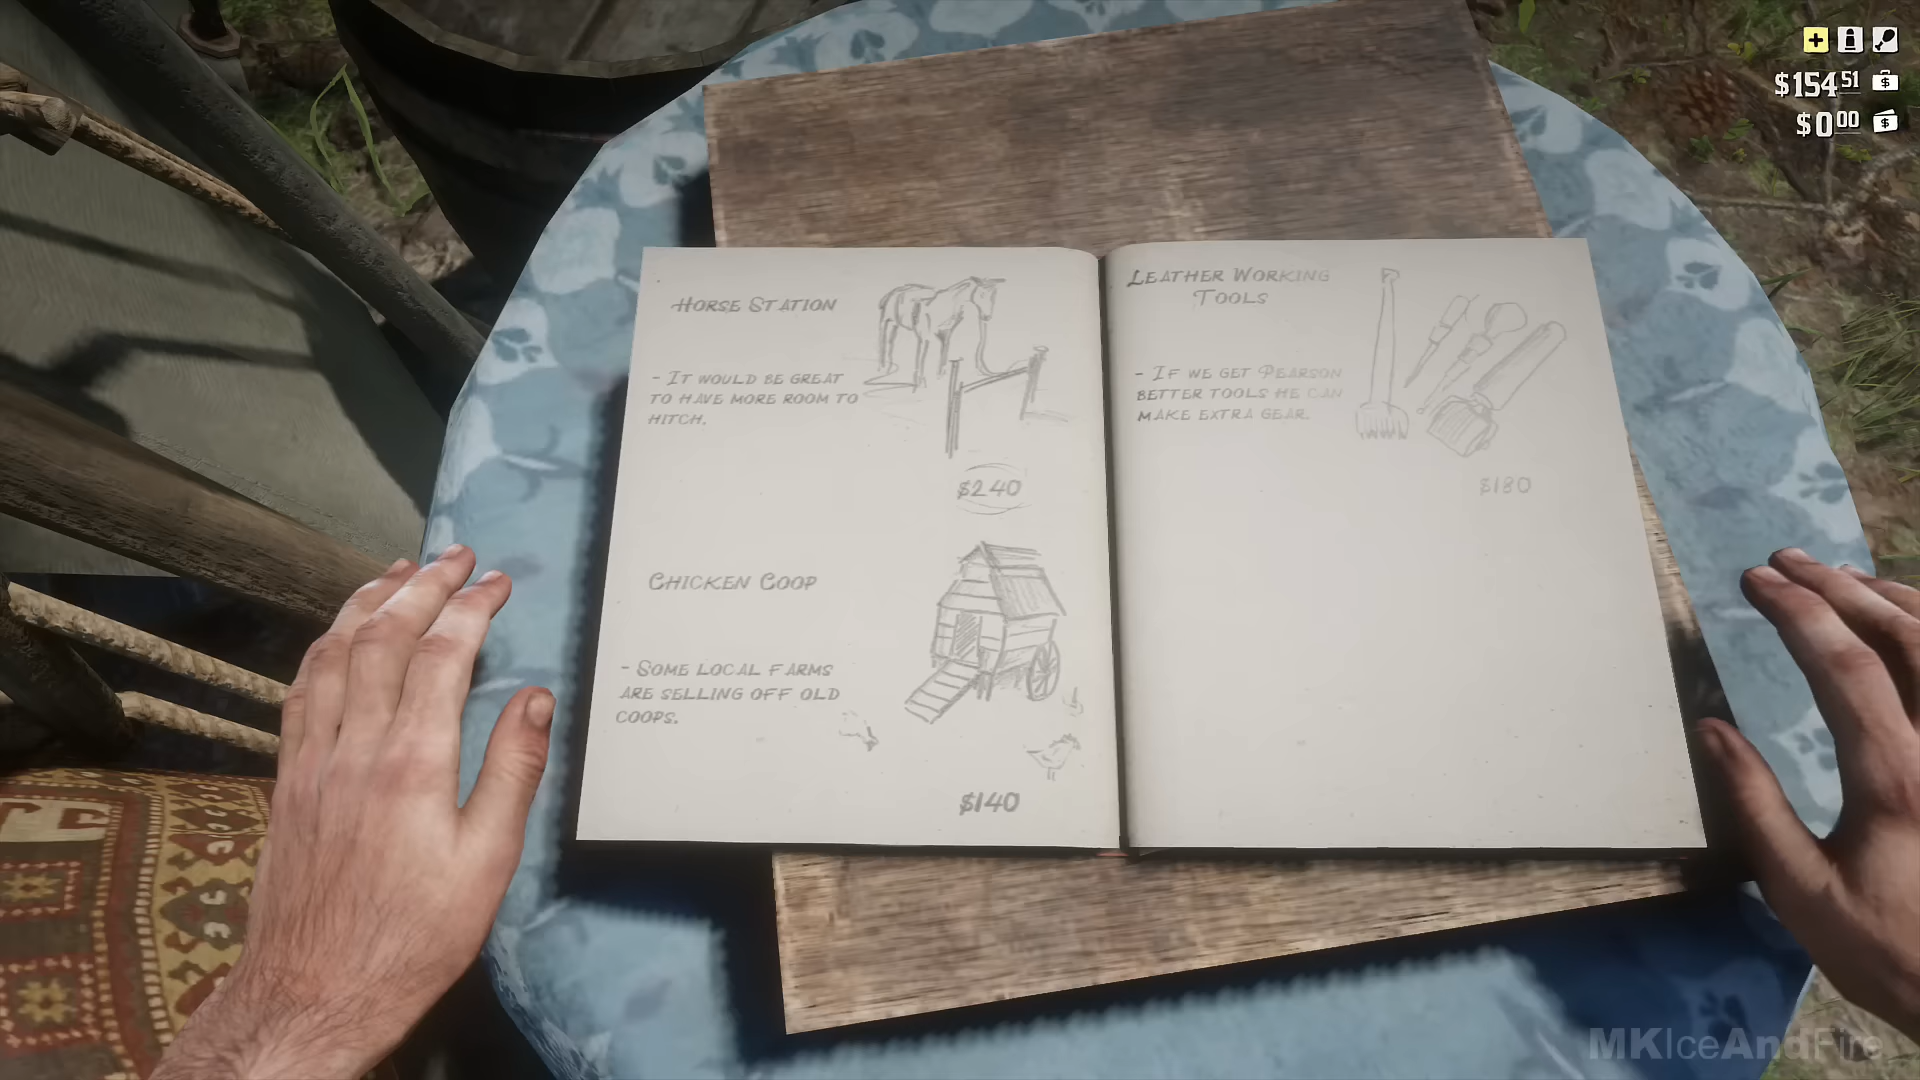 $154 51
$0 00
HORSE STATION
- IT WOULD BE GREAT
TO HAVE MORE ROOM TO
HITCH.
$240
CHICKEN COOP
- SOME LOCAL FARMS
ARE SELLING OFF OLD
COOPS.
$140
LEATHER WORKING
TOOLS
- IF WE GET PEARSON
BETTER TOOLS HE CAN
MAKE EXTRA GEAR.
$180
MKIceAndFire